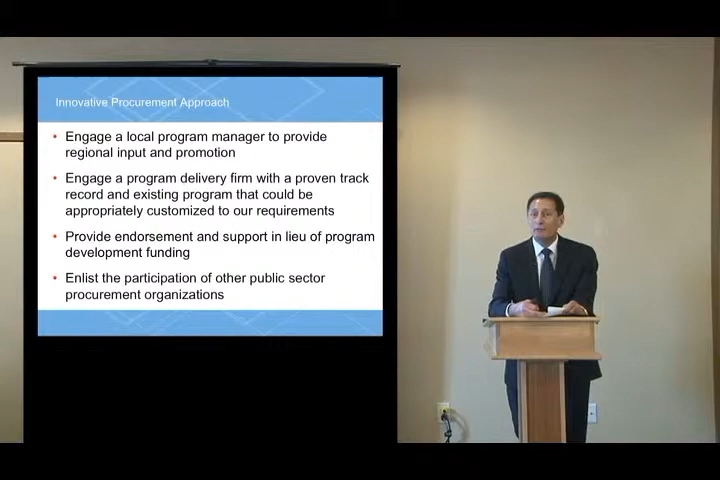 Innovative Procurement Approach
• Engage a local program manager to provide
regional input and promotion
• Engage a program delivery firm with a proven track
record and existing program that could be
appropriately customized to our requirements
• Provide endorsement and support in lieu of program
development funding
• Enlist the participation of other public sector
procurement organizations